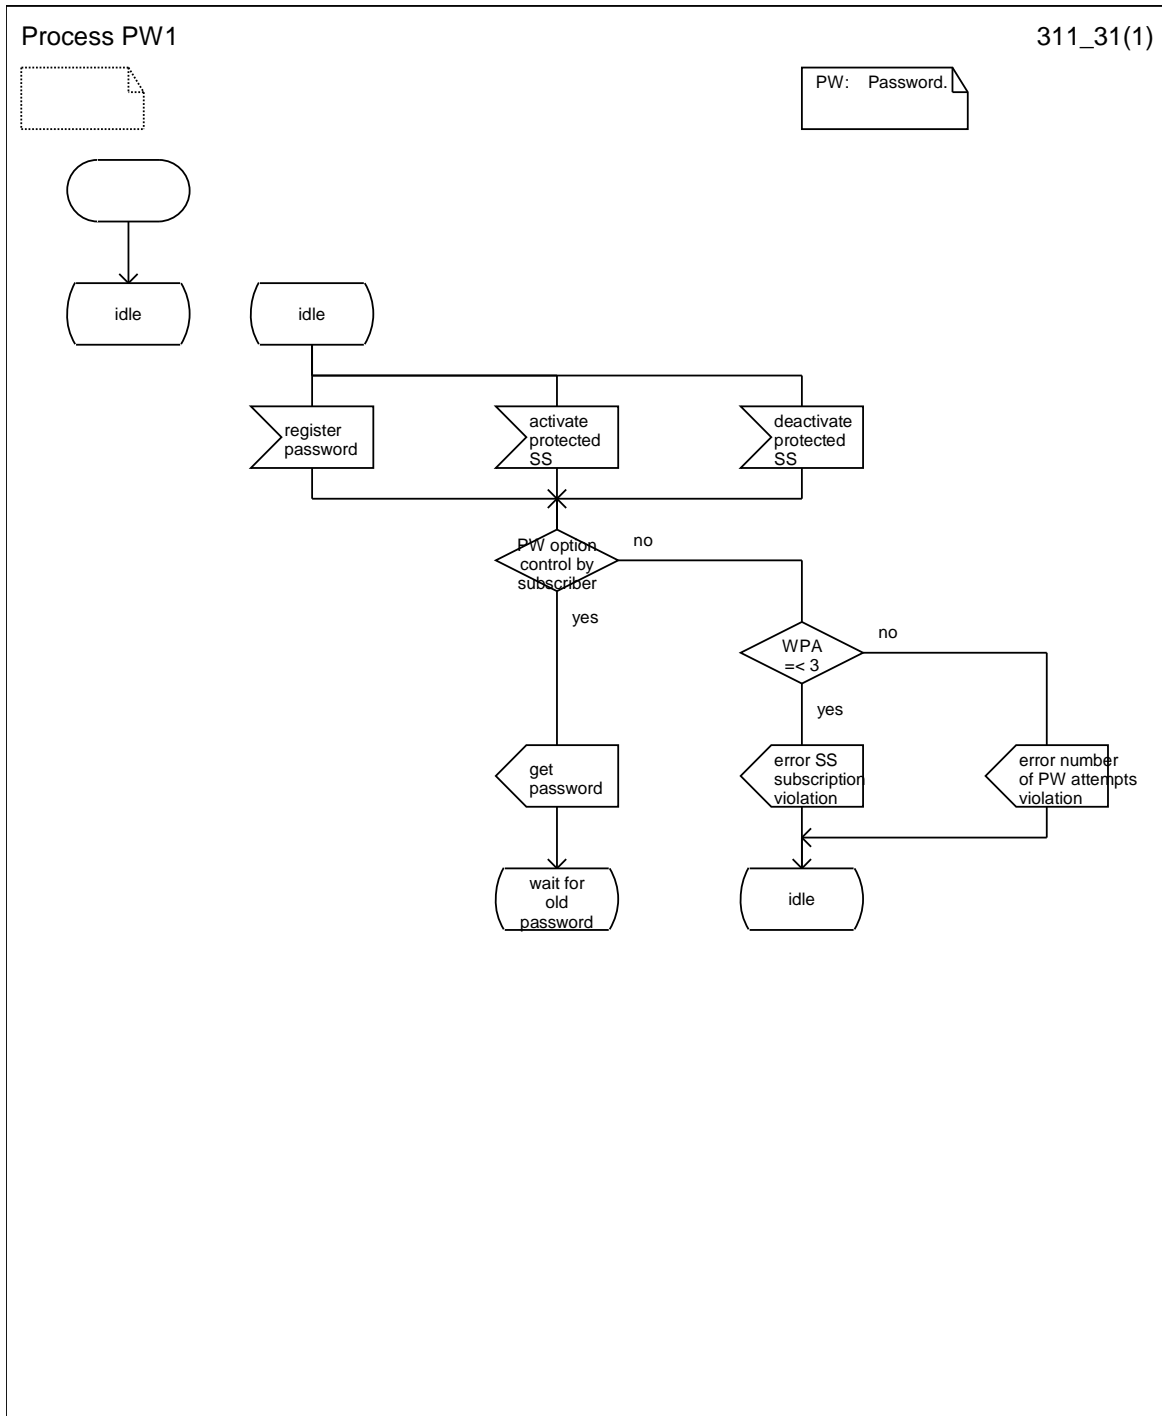 Process PW1
311_31(1)
PW: Password.
idle
idle
register
password
activate
protected
SS
deactivate
protected
SS
PW option
control by
subscriber
no
yes
WPA
=< 3
no
yes
get
password
error SS
subscription
violation
error number
of PW attempts
violation
wait for
old
password
idle